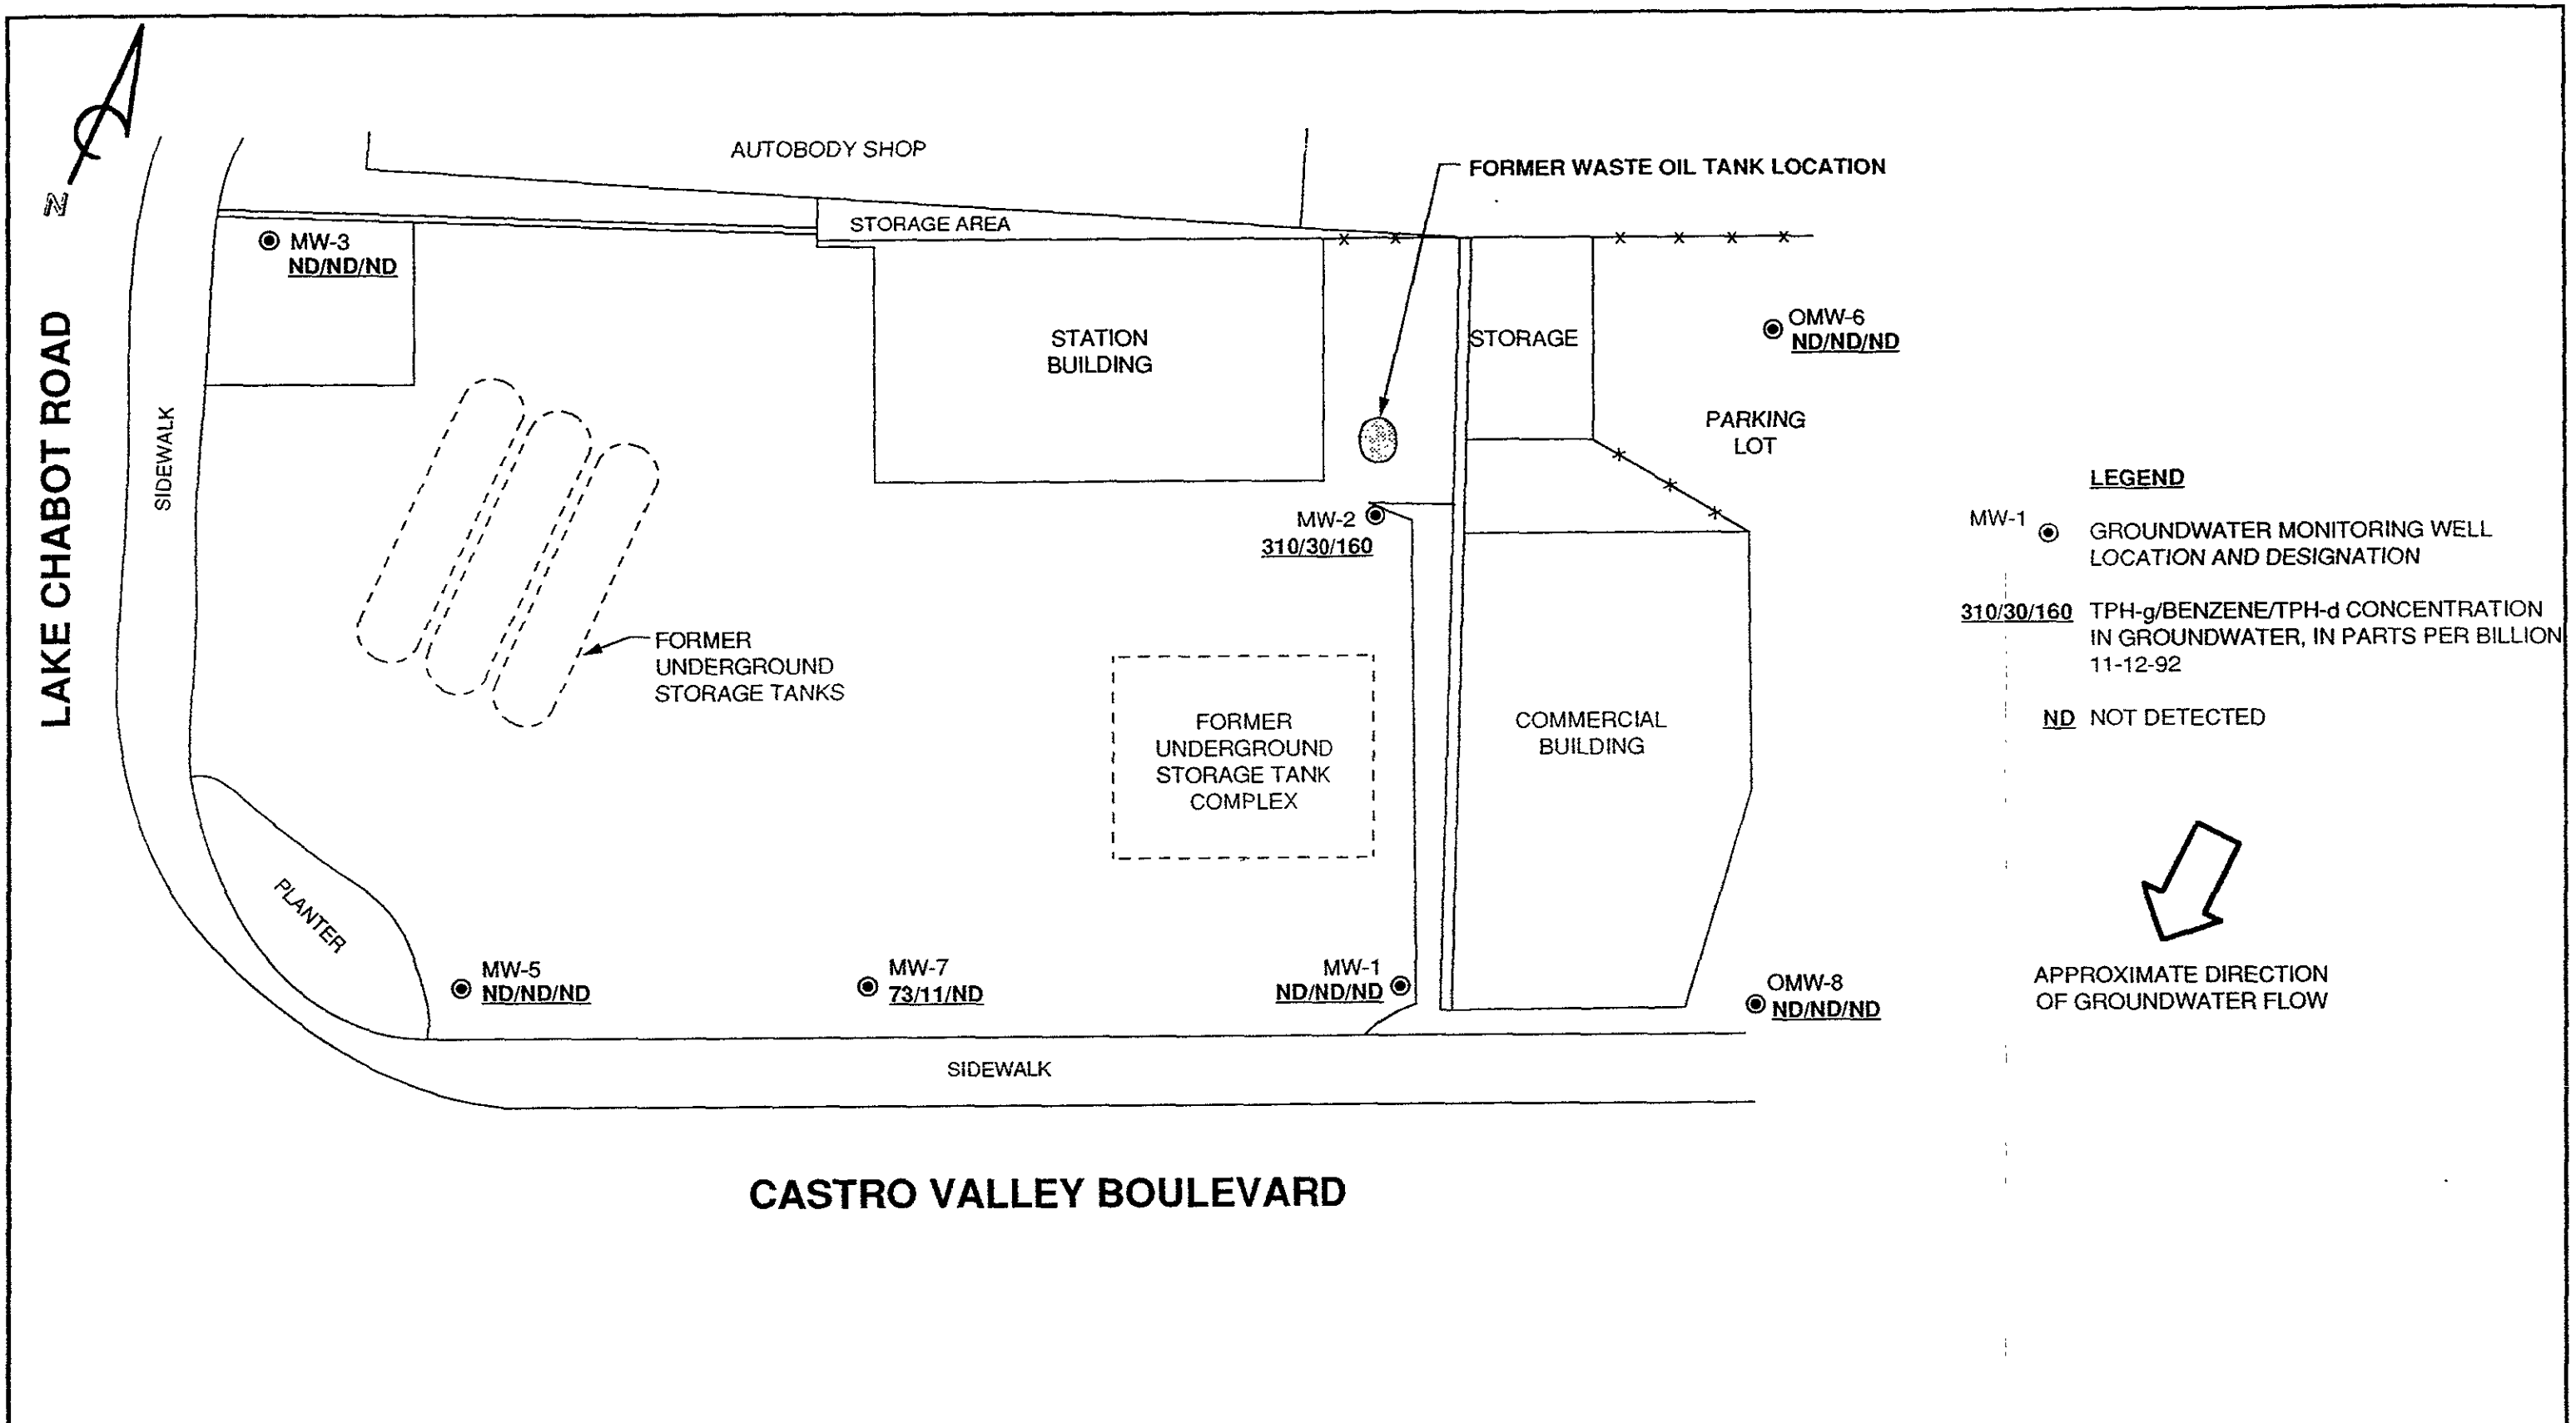 N
AUTOBODY SHOP
FORMER WASTE OIL TANK LOCATION
STORAGE AREA
MW-3
ND/ND/ND
LAKE CHABOT ROAD
SIDEWALK
STATION
BUILDING
STORAGE
OMW-6
ND/ND/ND
PARKING
LOT
MW-2
310/30/160
FORMER
UNDERGROUND
STORAGE TANKS
FORMER
UNDERGROUND
STORAGE TANK
COMPLEX
COMMERCIAL
BUILDING
PLANTER
MW-5
ND/ND/ND
MW-7
73/11/ND
MW-1
ND/ND/ND
OMW-8
ND/ND/ND
SIDEWALK
CASTRO VALLEY BOULEVARD
LEGEND
MW-1
GROUNDWATER MONITORING WELL
LOCATION AND DESIGNATION
310/30/160 TPH-g/BENZENE/TPH-d CONCENTRATION
IN GROUNDWATER, IN PARTS PER BILLION
11-12-92
ND NOT DETECTED
APPROXIMATE DIRECTION
OF GROUNDWATER FLOW